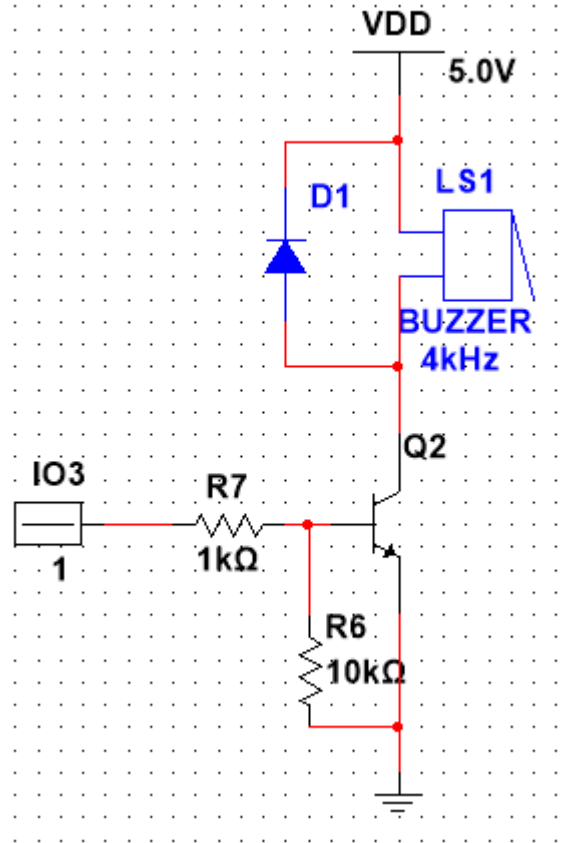 VDD
5.0V
D1
LS1
BUZZER
4kHz
Q2
IO3
R7
1kΩ
1
R6
10kΩ